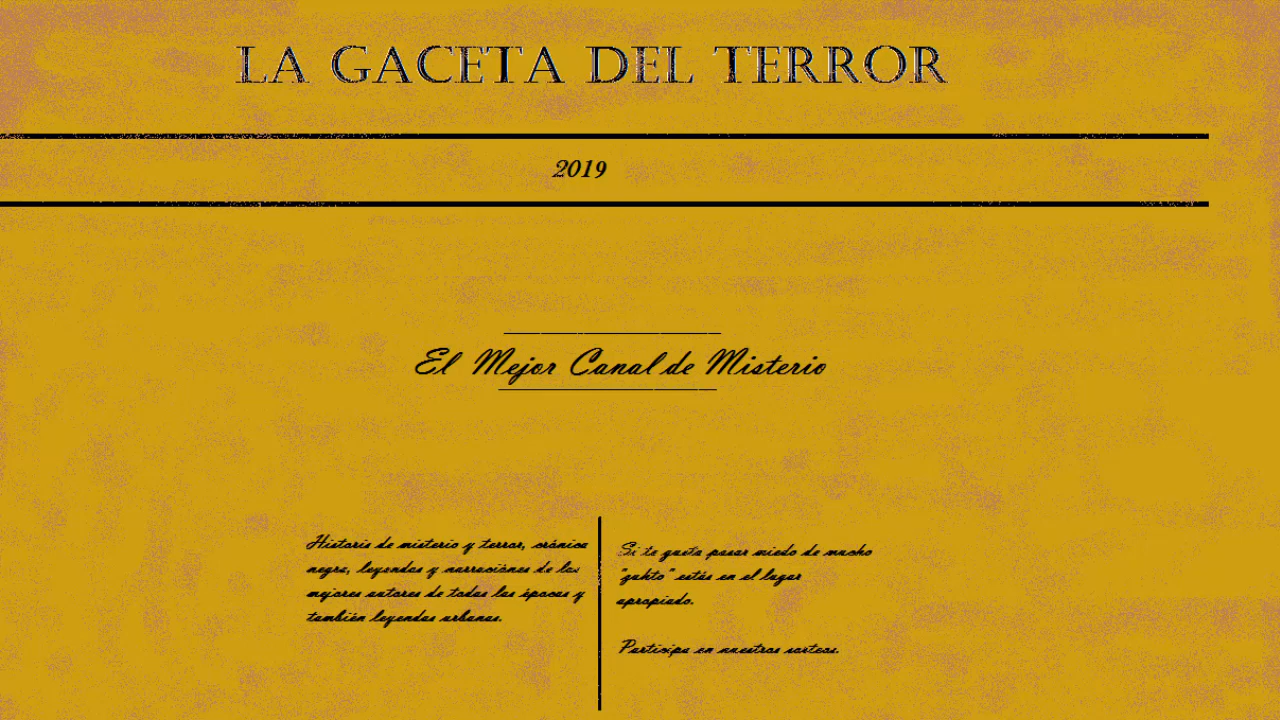 LA GACETA DEL TERROR
2019
El Mejor Canal de Misterio
Historia de misterio y terror, crónica
negra, leyendas y narraciónes de los
mejores autores de todas las épocas y
también leyendas urbanas.
Si te gusta pasar miedo de mucho
"guhto" estás en el lugar
apropiado.
Participa en nuestros sorteos.